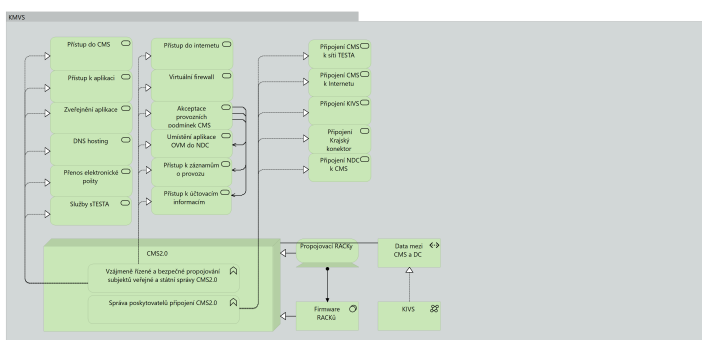 KMVS
Přístup do CMS
Přístup k aplikaci
Zveřejnění aplikace
DNS hosting
Přenos elektronické
pošty
Služby sTESTA
Přístup do internetu
Virtuální firewall
Akceptace
provozních
podmínek CMS
Umístění aplikace
OVM do NDC
Přístup k záznamům
o provozu
Přístup k účtovacím
informacím
Připojení CMS
k síti TESTA
Připojení CMS
k Internetu
Připojení KIVS
Připojení
Krajský
konektor
Připojení NDC
k CMS
CMS2.0
Vzájemné řízené a bezpečné propojování
subjektů veřejné a státní správy CMS2.0
Správa poskytovatelů připojení CMS2.0
Propojovací RACKy
Firmware
RACKů
Data mezi
CMS a DC
KIVS